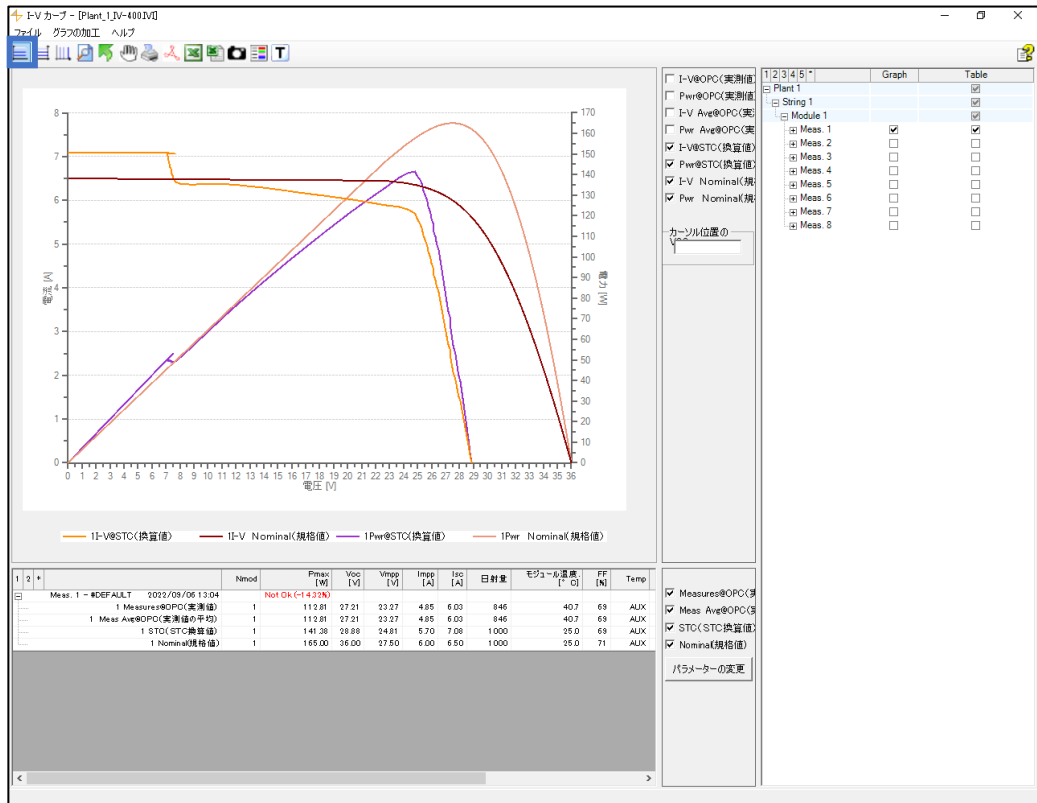 I-V カーブ - [Plant_1_IV-400.IVI]
ファイル グラフの加工 ヘルプ
T
8
7
6
5
4
3
2
1
0
電流 [A]
170
160
150
140
130
120
110
100
90
80
70
60
50
40
30
20
10
0
電力 [W]
0 1 2 3 4 5 6 7 8 9 10 11 12 13 14 15 16 17 18 19 20 21 22 23 24 25 26 27 28 29 30 31 32 33 34 35 36
電圧 [V]
1I-V@STC(換算値) 1I-V Nominal(規格値) 1Pwr@STC(換算値) 1Pwr Nominal(規格値)
I-V@OPC(実測値
Pwr@OPC(実測値
I-V Avg@OPC(実
Pwr Avg@OPC(実
I-V@STC(換算値)
Pwr@STC(換算値)
I-V Nominal(規
Pwr Nominal(規
カーソル位置の
1 2 3 4 5 * Graph Table
Plant 1
String 1
Module 1
Meas. 1
Meas. 2
Meas. 3
Meas. 4
Meas. 5
Meas. 6
Meas. 7
Meas. 8
1 2 * Nmod Pmax [W] Voc [V] Vmpp [V] Impp [A] Isc [A] 日射量 モジュール温度. [° C] FF [%] Temp
Meas. 1 - #DEFAULT 2022/09/06 13:04 Not Ok (-14.32%)
1 Measures@OPC(実測値) 1 112.81 27.21 23.27 4.85 6.03 846 40.7 69 AUX
1 Meas Avg@OPC(実測値の平均) 1 112.81 27.21 23.27 4.85 6.03 846 40.7 69 AUX
1 STC(STC換算値) 1 141.38 28.88 24.81 5.70 7.08 1000 25.0 69 AUX
1 Nominal(規格値) 1 165.00 36.00 27.50 6.00 6.50 1000 25.0 71 AUX
Measures@OPC(実
Meas Avg@OPC(実
STC(STC換算値)
Nominal(規格値)
パラメーターの変更